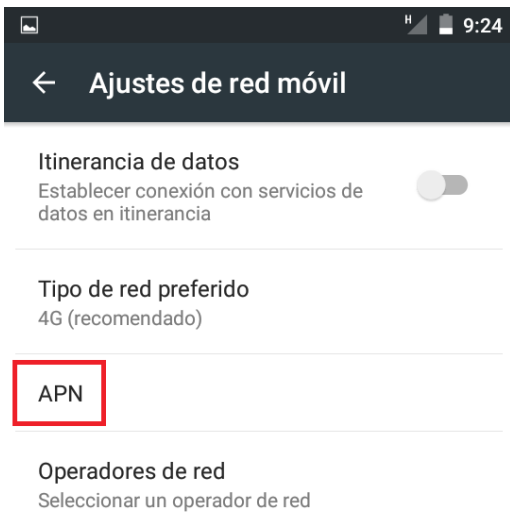 H 9:24
Ajustes de red móvil
Itinerancia de datos
Establecer conexión con servicios de
datos en itinerancia
Tipo de red preferido
4G (recomendado)
APN
Operadores de red
Seleccionar un operador de red